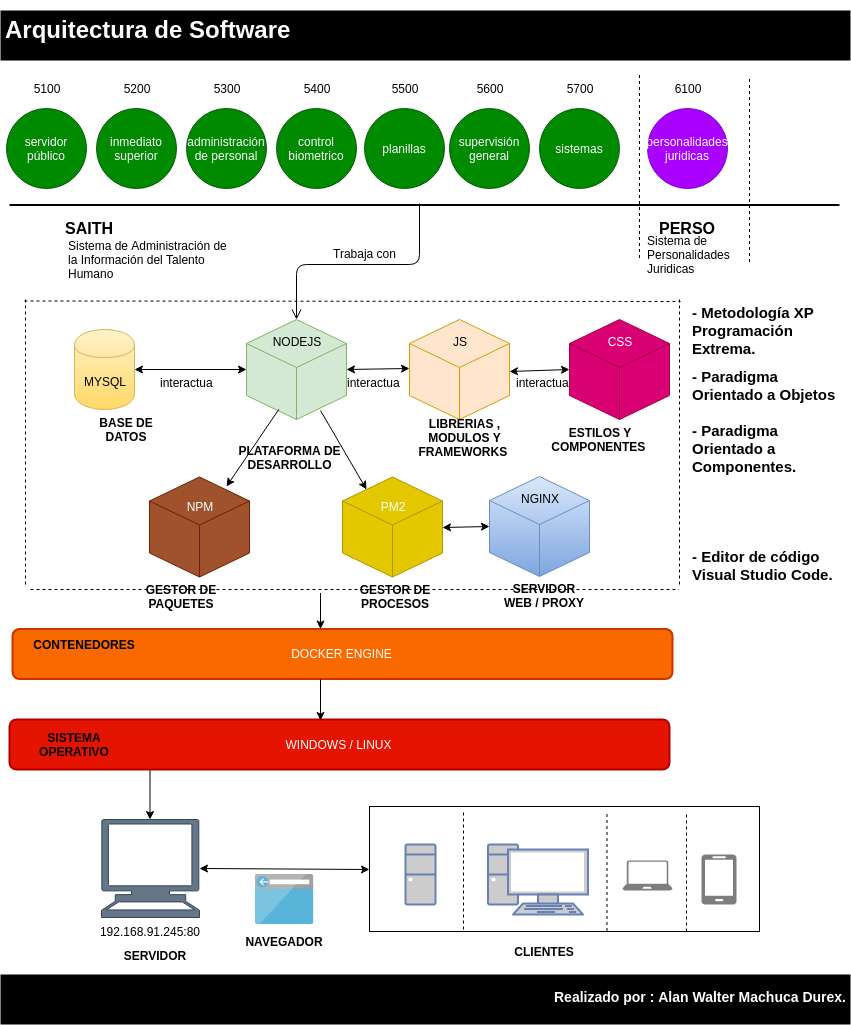 Arquitectura de Software
5100
5200
5300
5400
5500
5600
5700
6100
servidor
público
inmediato
superior
administración
de personal
control
biometrico
planillas
supervisión
general
sistemas
personalidades
juridicas
SAITH
Sistema de Administración de
la Información del Talento
Humano
Trabaja con
PERSO
Sistema de
Personalidades
Juridicas
MYSQL
BASE DE
DATOS
interactua
NODEJS
PLATAFORMA DE
DESARROLLO
interactua
JS
LIBRERIAS ,
MODULOS Y
FRAMEWORKS
interactua
CSS
ESTILOS Y
COMPONENTES
NPM
GESTOR DE
PAQUETES
PM2
GESTOR DE
PROCESOS
NGINX
SERVIDOR
WEB / PROXY
- Metodología XP
Programación
Extrema.
- Paradigma
Orientado a Objetos
- Paradigma
Orientado a
Componentes.
- Editor de código
Visual Studio Code.
CONTENEDORES
DOCKER ENGINE
SISTEMA
OPERATIVO
WINDOWS / LINUX
192.168.91.245:80
SERVIDOR
NAVEGADOR
CLIENTES
Realizado por : Alan Walter Machuca Durex.